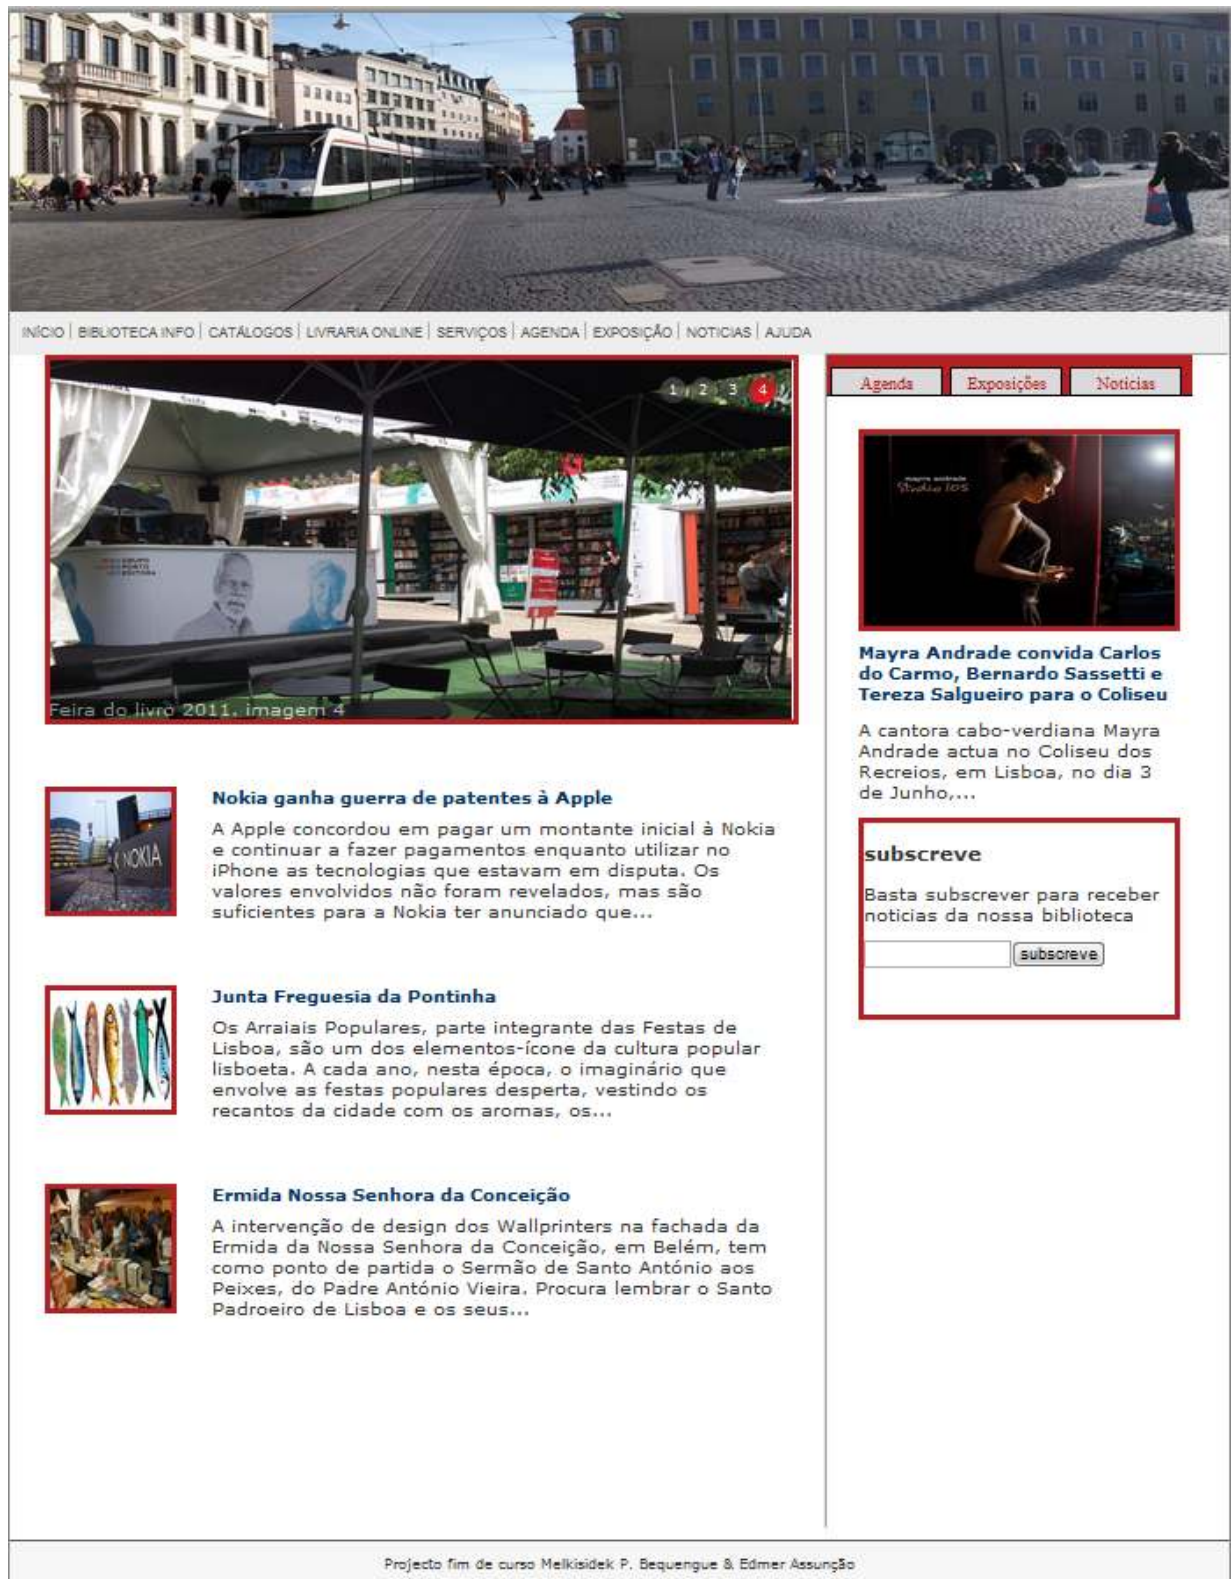 INÍCIO | BIBLIOTECA INFO | CATÁLOGOS | LIVRARIA ONLINE | SERVIÇOS | AGENDA | EXPOSIÇÃO | NOTICIAS | AJUDA
1 2 3 4
GRUPO
PORTO
EDITORA
Feira do livro 2011. imagem 4
Nokia ganha guerra de patentes à Apple
A Apple concordou em pagar um montante inicial à Nokia
e continuar a fazer pagamentos enquanto utilizar no
iPhone as tecnologias que estavam em disputa. Os
valores envolvidos não foram revelados, mas são
suficientes para a Nokia ter anunciado que...
NOKIA
Junta Freguesia da Pontinha
Os Arraiais Populares, parte integrante das Festas de
Lisboa, são um dos elementos-ícone da cultura popular
lisboeta. A cada ano, nesta época, o imaginário que
envolve as festas populares desperta, vestindo os
recantos da cidade com os aromas, os...
Ermida Nossa Senhora da Conceição
A intervenção de design dos Wallprinters na fachada da
Ermida da Nossa Senhora da Conceição, em Belém, tem
como ponto de partida o Sermão de Santo António aos
Peixes, do Padre António Vieira. Procura lembrar o Santo
Padroeiro de Lisboa e os seus...
Agenda Exposições Noticias
mayra andrade
Studio 105
Mayra Andrade convida Carlos
do Carmo, Bernardo Sassetti e
Tereza Salgueiro para o Coliseu
A cantora cabo-verdiana Mayra
Andrade actua no Coliseu dos
Recreios, em Lisboa, no dia 3
de Junho,...
subscreve
Basta subscrever para receber
noticias da nossa biblioteca
subscreve
Projecto fim de curso Melkisidek P. Bequengue & Edmer Assunção